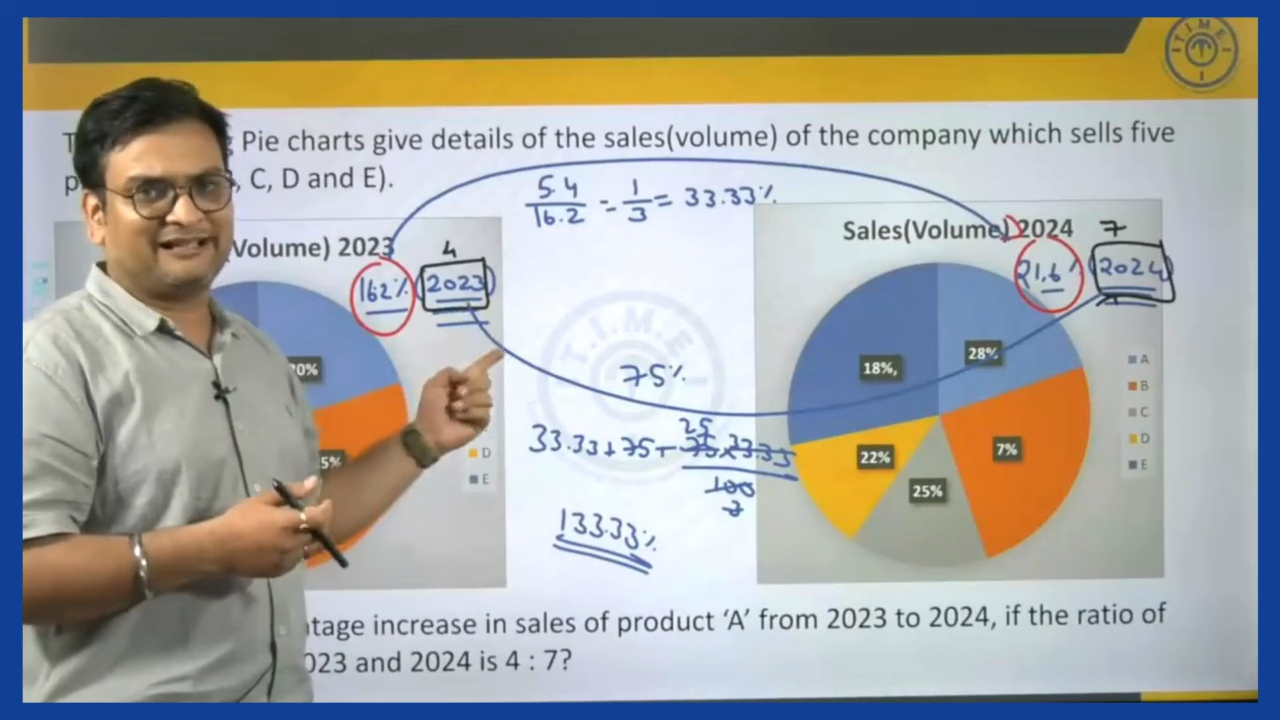 T.I.M.E.
Pie charts give details of the sales(volume) of the company which sells five
, C, D and E).
5.4
16.2
= 1
3
= 33.33%
Volume) 2023
4
162% (2023)
20%
5%
D
E
Sales(Volume) 2024
7
21.6% (2024)
18%,
28%
22%
7%
25%
A
B
C
D
E
T.I.M.E.
75%
33.33 + 75 +
25
75 x 33.33
100
133.33%
tage increase in sales of product ‘A’ from 2023 to 2024, if the ratio of
023 and 2024 is 4 : 7?